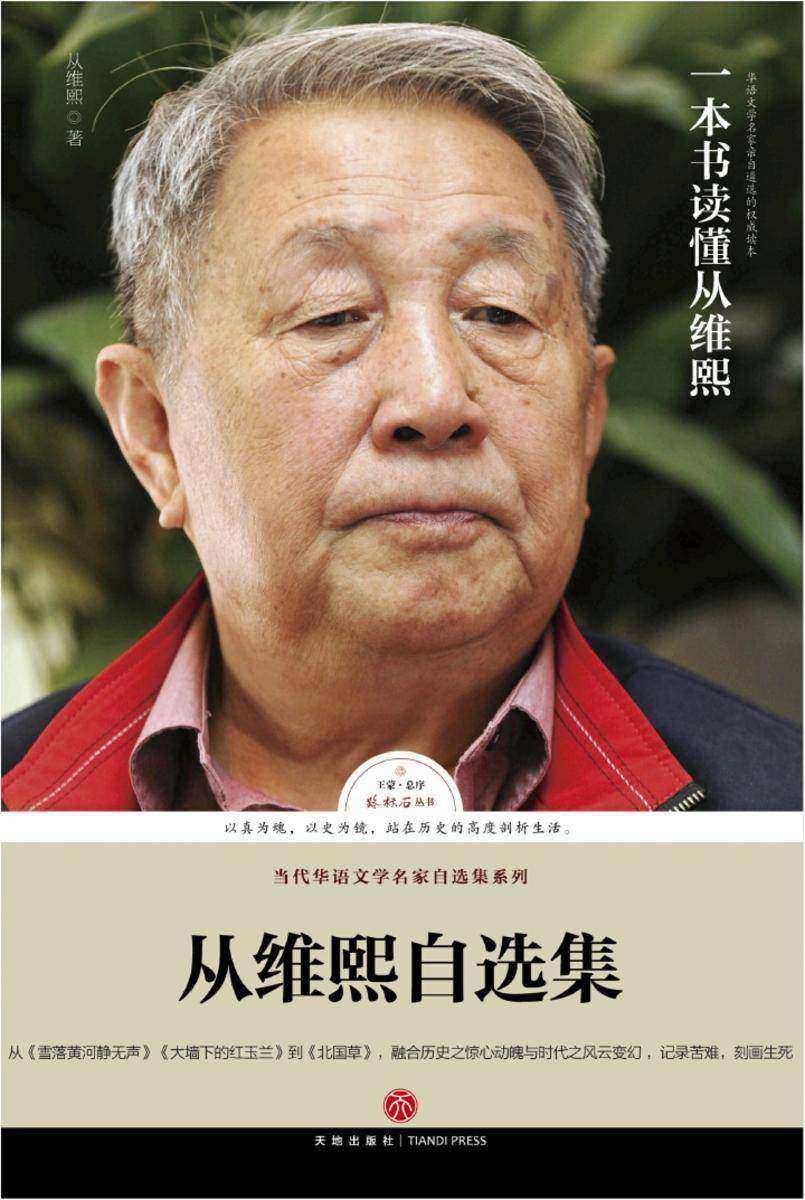 从维熙◎著
华语文学名家亲自遴选的权威读本
一本书读懂从维熙
王蒙·总序
路标石丛书
以真为魂，以史为镜，站在历史的高度剖析生活。
当代华语文学名家自选集系列
从维熙自选集
从《雪落黄河静无声》《大墙下的红玉兰》到《北国草》，融合历史之惊心动魄与时代之风云变幻，记录苦难，刻画生死
天地出版社 | TIANDI PRESS